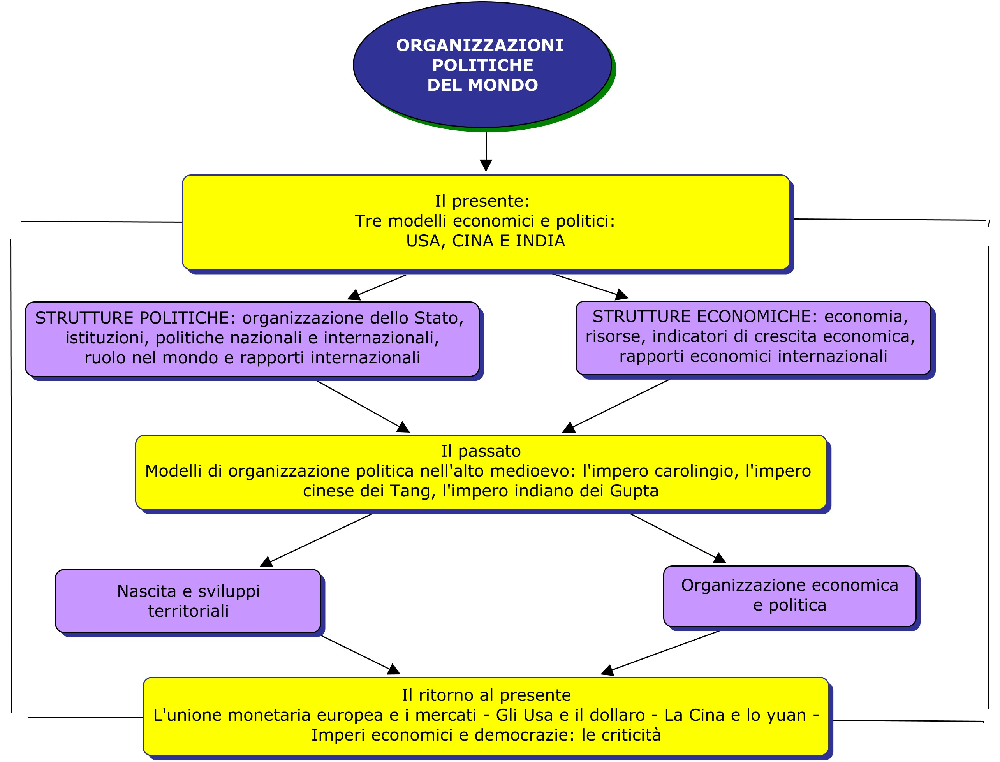 ORGANIZZAZIONI
POLITICHE
DEL MONDO
Il presente:
Tre modelli economici e politici:
USA, CINA E INDIA
STRUTTURE POLITICHE: organizzazione dello Stato,
istituzioni, politiche nazionali e internazionali,
ruolo nel mondo e rapporti internazionali
STRUTTURE ECONOMICHE: economia,
risorse, indicatori di crescita economica,
rapporti economici internazionali
Il passato
Modelli di organizzazione politica nell'alto medioevo: l'impero carolingio, l'impero
cinese dei Tang, l'impero indiano dei Gupta
Nascita e sviluppi
territoriali
Organizzazione economica
e politica
Il ritorno al presente
L'unione monetaria europea e i mercati - Gli Usa e il dollaro - La Cina e lo yuan -
Imperi economici e democrazie: le criticità